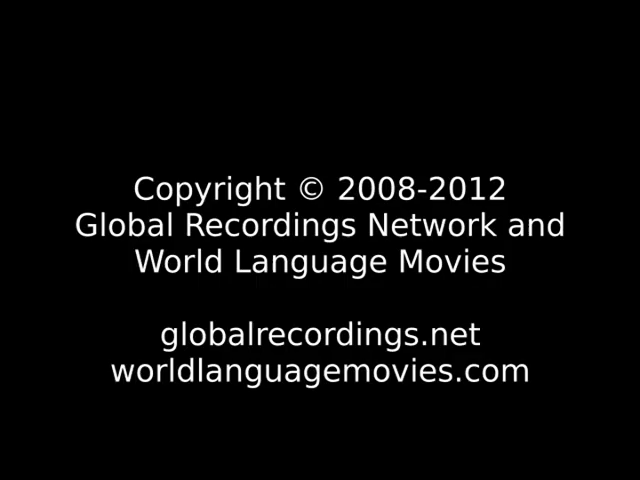 Copyright © 2008-2012
Global Recordings Network and
World Language Movies
globalrecordings.net
worldlanguagemovies.com